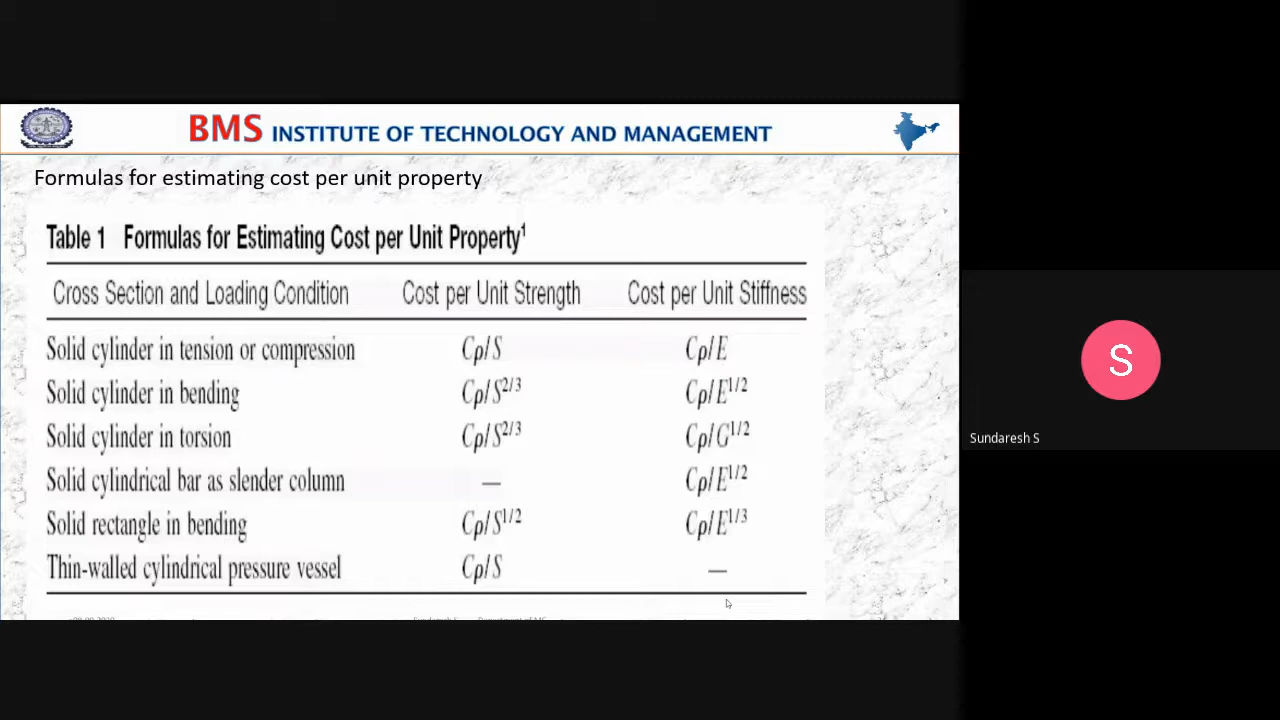 BMS INSTITUTE OF TECHNOLOGY AND MANAGEMENT
Formulas for estimating cost per unit property
Table 1 Formulas for Estimating Cost per Unit Property¹
Cross Section and Loading Condition Cost per Unit Strength Cost per Unit Stiffness
Solid cylinder in tension or compression Cρ/S Cρ/E
Solid cylinder in bending Cρ/S^2/3 Cρ/E^1/2
Solid cylinder in torsion Cρ/S^2/3 Cρ/G^1/2
Solid cylindrical bar as slender column — Cρ/E^1/2
Solid rectangle in bending Cρ/S^1/2 Cρ/E^1/3
Thin-walled cylindrical pressure vessel Cρ/S —
S
Sundaresh S